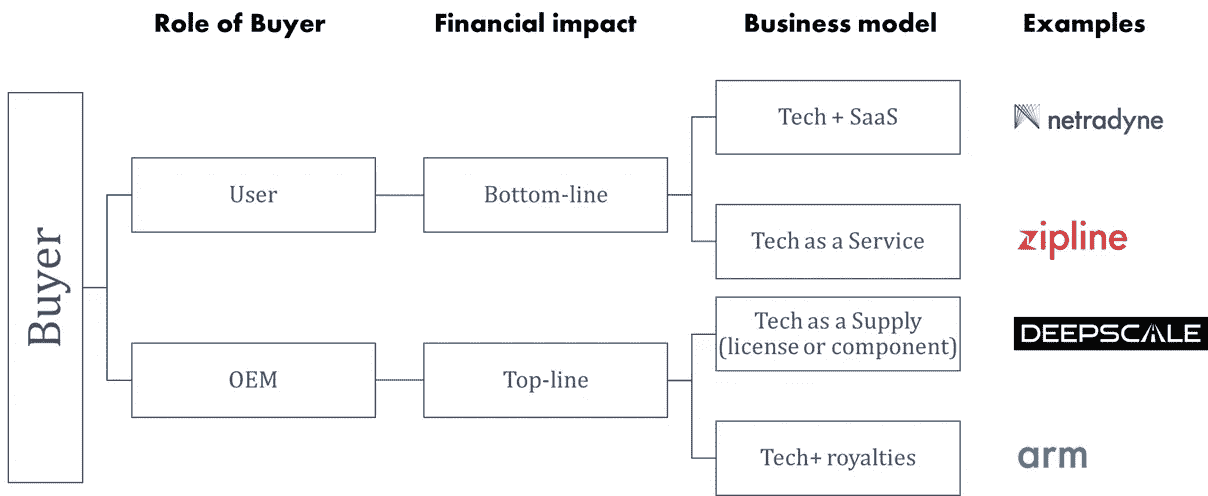 Role of Buyer
Financial impact
Business model
Examples
Buyer
User
Bottom-line
Tech + SaaS
netradyne
Tech as a Service
zipline
OEM
Top-line
Tech as a Supply
(license or component)
DEEPSCALE
Tech+ royalties
arm